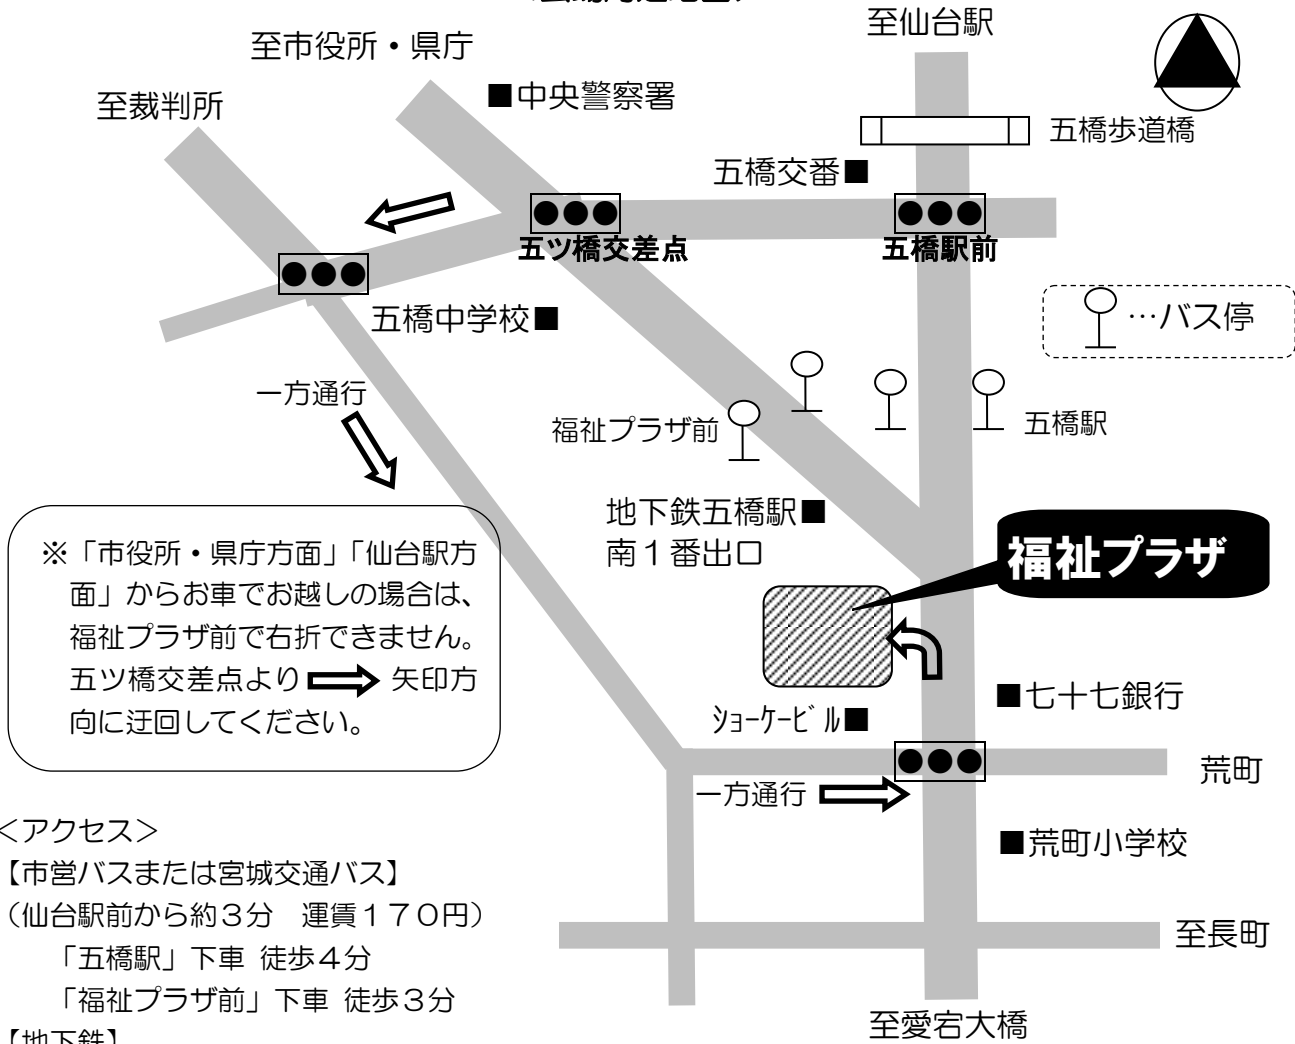 至仙台駅
至市役所・県庁
■中央警察署
至裁判所
五橋歩道橋
五橋交番■
五ツ橋交差点
五橋駅前
五橋中学校■
…バス停
一方通行
福祉プラザ前
五橋駅
地下鉄五橋駅■
南１番出口
福祉プラザ
※「市役所・県庁方面」「仙台駅方
面」からお車でお越しの場合は、
福祉プラザ前で右折できません。
五ツ橋交差点より 矢印方
向に迂回してください。
■七十七銀行
ｼｮｰｹｰﾋﾞﾙ■
荒町
一方通行
■荒町小学校
＜アクセス＞
【市営バスまたは宮城交通バス】
（仙台駅前から約３分　運賃１７０円）
「五橋駅」下車 徒歩４分
「福祉プラザ前」下車 徒歩３分
【地下鉄】
至長町
至愛宕大橋